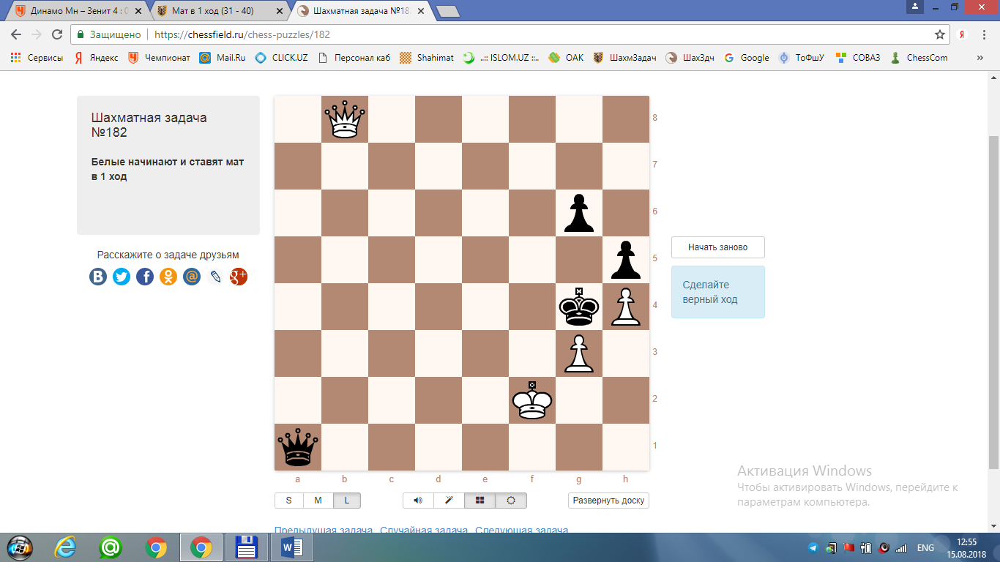 Динамо Мн – Зенит 4 : 0
Мат в 1 ход (31 - 40)
Шахматная задача №18
Защищено
https://chessfield.ru/chess-puzzles/182
Сервисы Яндекс Чемпионат Mail.Ru CLICK.UZ Персонал каб Shahimat ..:: ISLOM.UZ ::.. ОАК ШахмЗадач ШахЗдч Google ТоФшУ СОВАЗ ChessCom »
Шахматная задача
№182
Белые начинают и ставят мат
в 1 ход
Расскажите о задаче друзьям
8
7
6
5
4
3
2
1
a b c d e f g h
Начать заново
Сделайте
верный ход
S M L
Развернуть доску
Предыдущая задача Случайная задача Следующая задача
Активация Windows
Чтобы активировать Windows, перейдите к
параметрам компьютера.
ENG
12:55
15.08.2018